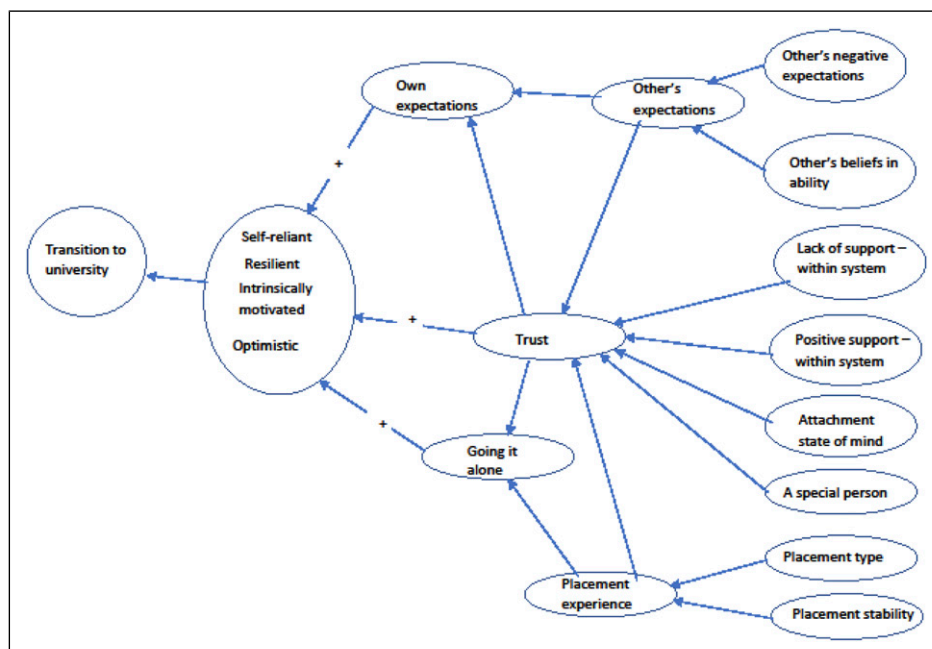 Other's negative
expectations
Own
expectations
Other's
expectations
+
Other's beliefs in
ability
Transition to
university
Self-reliant
Resilient
Intrinsically
motivated
Optimistic
Lack of support –
within system
+
Trust
Positive support –
within system
Attachment
state of mind
+
Going it
alone
A special person
Placement type
Placement
experience
Placement stability